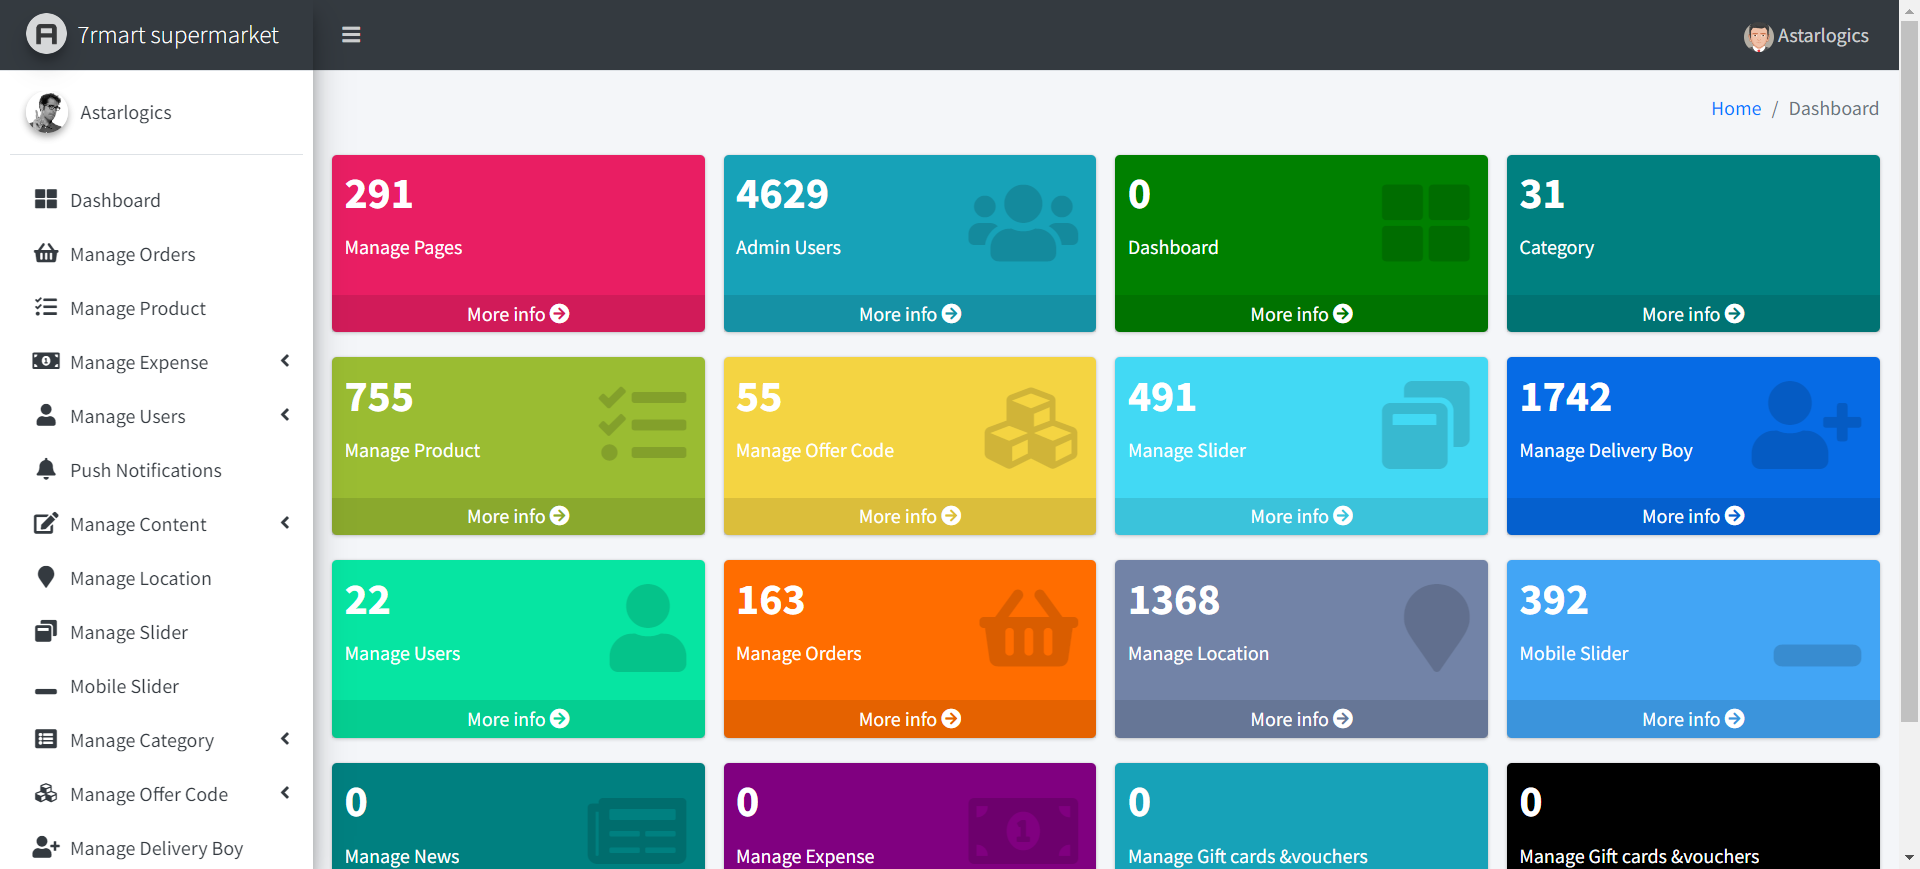 7rmart supermarket
Astarlogics
Astarlogics
Home / Dashboard
Dashboard
Manage Orders
Manage Product
Manage Expense
Manage Users
Push Notifications
Manage Content
Manage Location
Manage Slider
Mobile Slider
Manage Category
Manage Offer Code
Manage Delivery Boy
291
Manage Pages
More info
4629
Admin Users
More info
0
Dashboard
More info
31
Category
More info
755
Manage Product
More info
55
Manage Offer Code
More info
491
Manage Slider
More info
1742
Manage Delivery Boy
More info
22
Manage Users
More info
163
Manage Orders
More info
1368
Manage Location
More info
392
Mobile Slider
More info
0
Manage News
0
Manage Expense
0
Manage Gift cards &vouchers
0
Manage Gift cards &vouchers